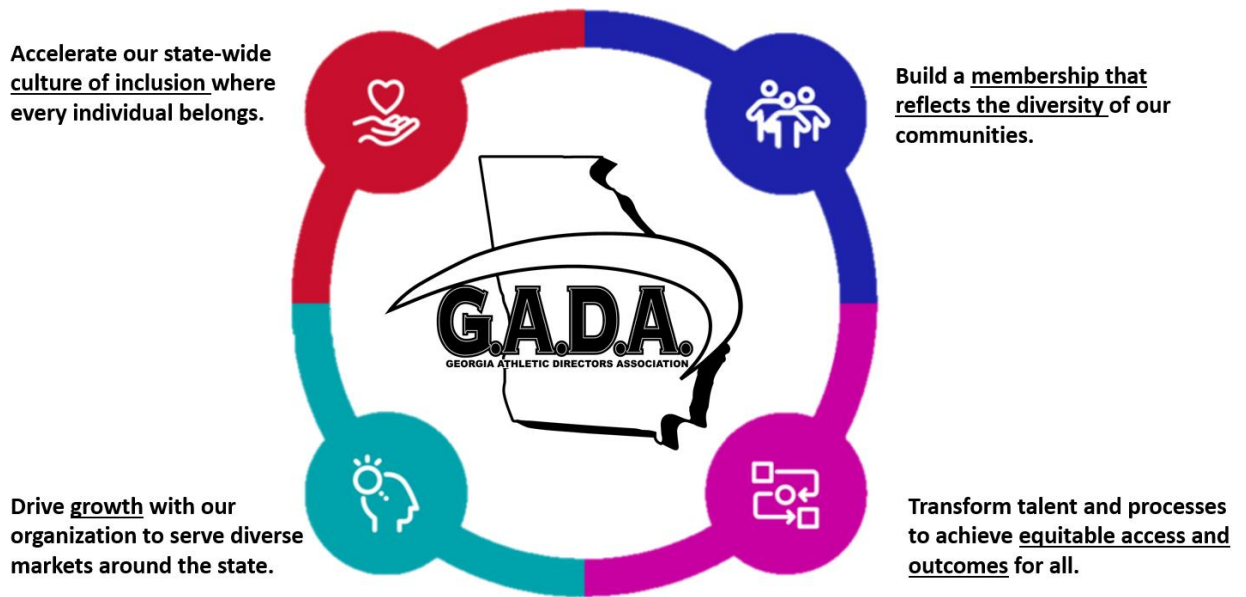 Accelerate our state-wide
culture of inclusion where
every individual belongs.
Build a membership that
reflects the diversity of our
communities.
G.A.D.A.
GEORGIA ATHLETIC DIRECTORS ASSOCIATION
Drive growth with our
organization to serve diverse
markets around the state.
Transform talent and processes
to achieve equitable access and
outcomes for all.